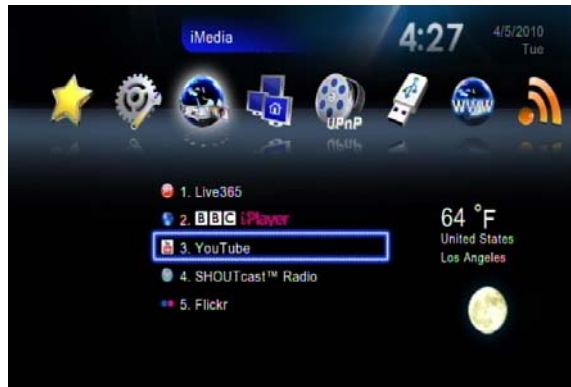 iMedia
4:27
4/5/2010
Tue
UPnP
WWW
1. Live365
2. BBC iPlayer
3. YouTube
4. SHOUTcast™ Radio
5. Flickr
64 °F
United States
Los Angeles